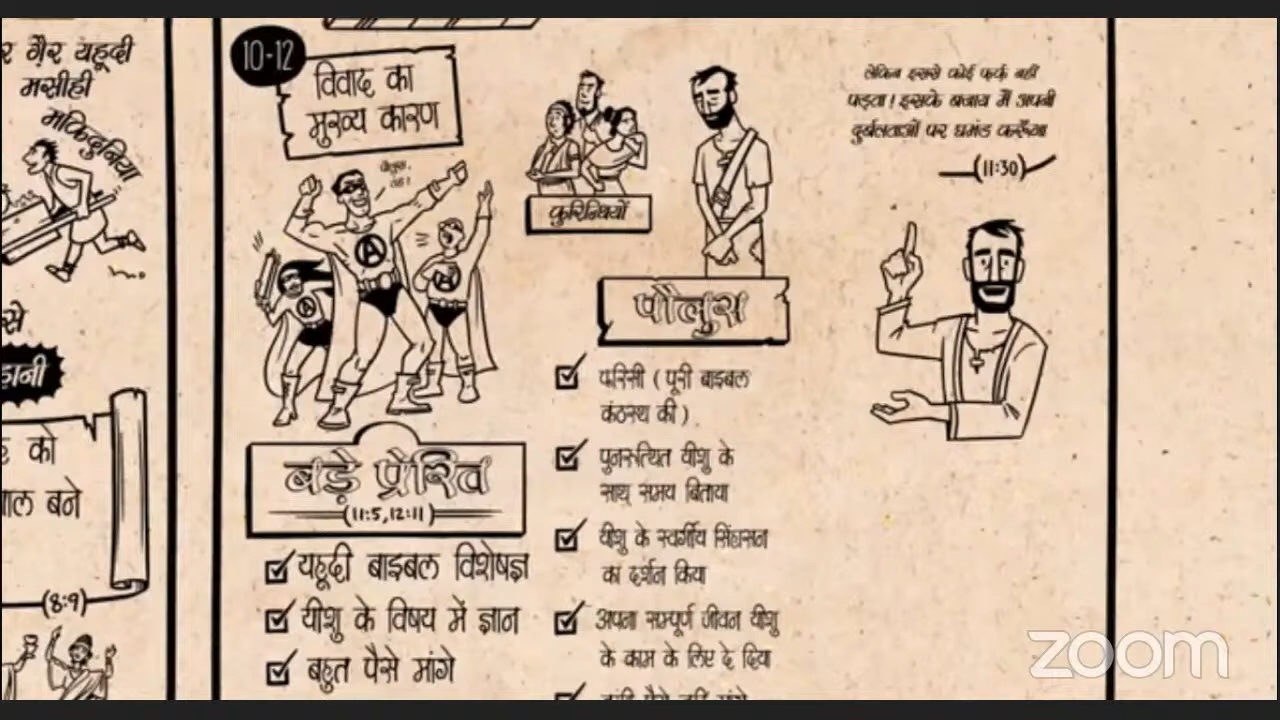 र गैर यहूदी
मसीही
मकिदुनिया
से
को
बने
(8:9)
10-12
विवाद का
मुख्य कारण
A
A
A
बड़े प्रेरित
(11:5,12:11)
यहूदी बाइबल विशेषज्ञ
यीशु के विषय में ज्ञान
बहुत पैसे मांगे
कुरिन्थियों
पौलुस
फरिसी (पूरी बाइबल
कंठस्थ की)
पुनरुत्थित यीशु के
साथ समय बिताया
यीशु के स्वर्गीय सिंहासन
का दर्शन किया
अपना सम्पूर्ण जीवन यीशु
के काम के लिए दे दिया
लेकिन इससे कोई फर्क नहीं
पड़ता! इसके बजाय मैं अपनी
दुर्बलताओं पर घमंड करूँगा
(11:30)
zoom